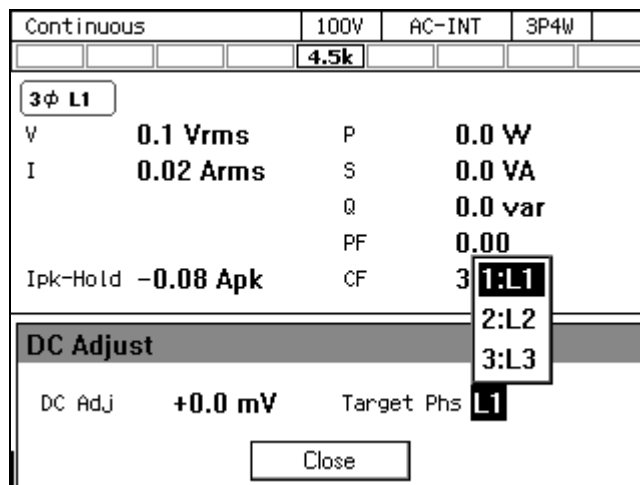 Continuous 100V AC-INT 3P4W
4.5k
3ϕ L1
V 0.1 Vrms P 0.0 W
I 0.02 Arms S 0.0 VA
Q 0.0 var
PF 0.00
Ipk-Hold -0.08 Apk CF 3
1:L1
2:L2
3:L3
DC Adjust
DC Adj +0.0 mV Target Phs L1
Close